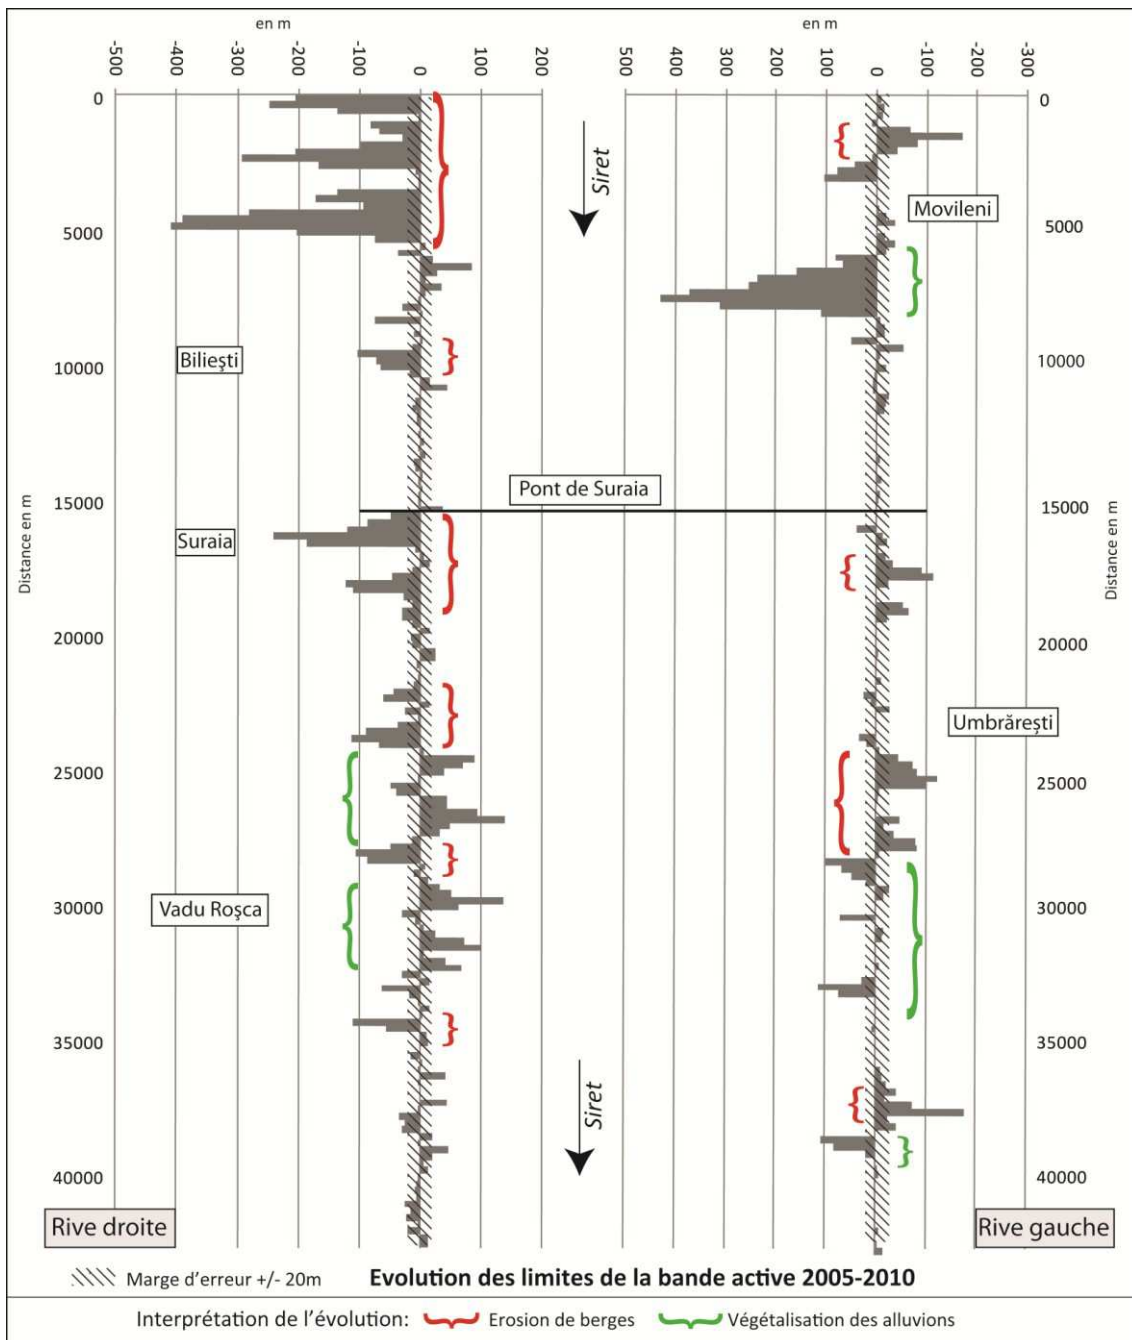 en m
en m
-500 -400 -300 -200 -100 0 100 200
500 400 300 200 100 0 -100 -200 -300
0
0
Siret
Movileni
5000
5000
Bilieşti
10000
10000
Pont de Suraia
15000
15000
Suraia
Distance en m
Distance en m
20000
20000
Umbrăreşti
25000
25000
Vadu Roşca
30000
30000
35000
35000
Siret
40000
40000
Rive droite
Rive gauche
Marge d'erreur +/- 20m
Evolution des limites de la bande active 2005-2010
Interprétation de l'évolution: Erosion de berges Végétalisation des alluvions